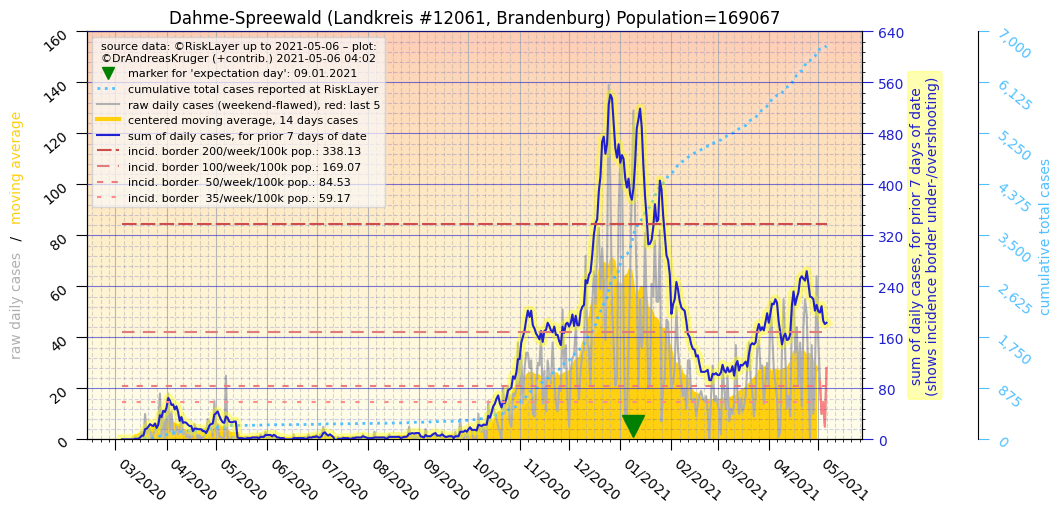 Dahme-Spreewald (Landkreis #12061, Brandenburg) Population=169067
source data: ©RiskLayer up to 2021-05-06 – plot:
©DrAndreasKruger (+contrib.) 2021-05-06 04:02
marker for 'expectation day': 09.01.2021
cumulative total cases reported at RiskLayer
raw daily cases (weekend-flawed), red: last 5
centered moving average, 14 days cases
sum of daily cases, for prior 7 days of date
incid. border 200/week/100k pop.: 338.13
incid. border 100/week/100k pop.: 169.07
incid. border  50/week/100k pop.: 84.53
incid. border  35/week/100k pop.: 59.17
raw daily cases / moving average
160
140
120
100
80
60
40
20
0
03/2020
04/2020
05/2020
06/2020
07/2020
08/2020
09/2020
10/2020
11/2020
12/2020
01/2021
02/2021
03/2021
04/2021
05/2021
640
560
480
400
320
240
160
80
0
sum of daily cases, for prior 7 days of date
(shows incidence border under-/overshooting)
7,000
6,125
5,250
4,375
3,500
2,625
1,750
875
0
cumulative total cases